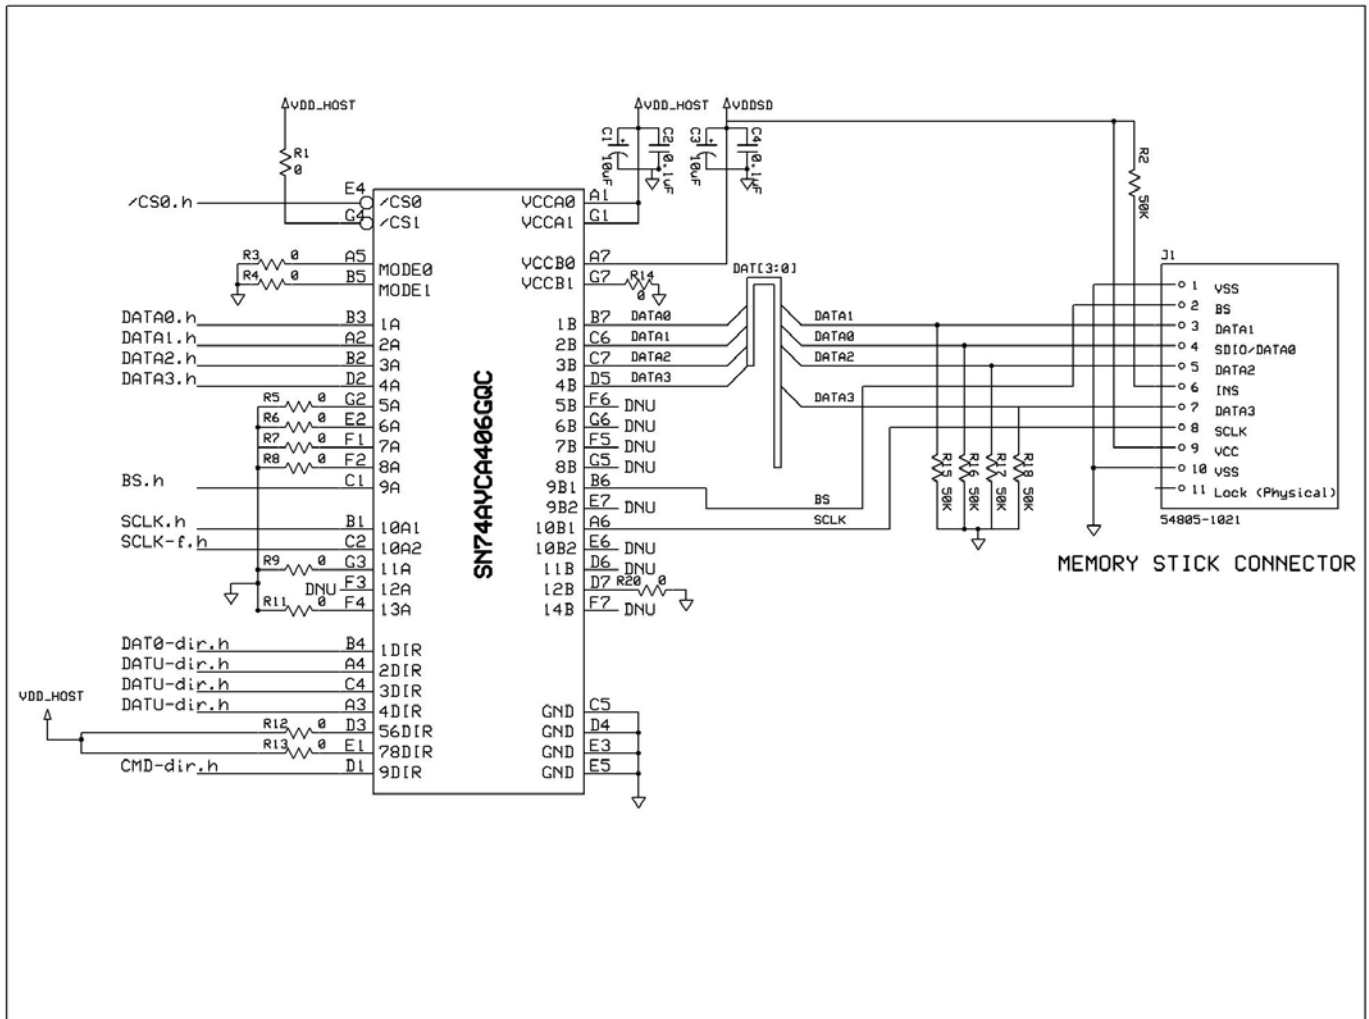 VDD_HOST
R1
0
/CS0.h
E4
/CS0
G4
/CS1
R3 0 A5
MODE0
R4 0 B5
MODE1
DATA0.h B3 1A
DATA1.h A2 2A
DATA2.h B2 3A
DATA3.h D2 4A
R5 0 G2 5A
R6 0 E2 6A
R7 0 F1 7A
R8 0 F2 8A
BS.h C1 9A
SCLK.h B1 10A1
SCLK-f.h C2 10A2
R9 0 G3 11A
DNU F3 12A
R11 0 F4 13A
DAT0-dir.h B4 1DIR
DATU-dir.h A4 2DIR
DATU-dir.h C4 3DIR
DATU-dir.h A3 4DIR
VDD_HOST
R12 0 D3 56DIR
R13 0 E1 78DIR
CMD-dir.h D1 9DIR
SN74AVCA406GQC
VDD_HOST
VDDSD
C1 10uF
C2 0.1uF
C3 10uF
C4 0.1uF
VCCA0 A1
VCCA1 G1
VCCB0 A7
VCCB1 G7 R14
0
1B B7 DATA0
2B C6 DATA1
3B C7 DATA2
4B D5 DATA3
5B F6 DNU
6B G6 DNU
7B F5 DNU
8B G5 DNU
9B1 B6 BS
9B2 E7 DNU
10B1 A6 SCLK
10B2 E6 DNU
11B D6 DNU
12B D7 R20 0
14B F7 DNU
GND C5
GND D4
GND E3
GND E5
DAT[3:0]
DATA1
DATA0
DATA2
DATA3
R2 50K
R15 50K
R16 50K
R17 50K
R18 50K
J1
1 VSS
2 BS
3 DATA1
4 SDIO/DATA0
5 DATA2
6 INS
7 DATA3
8 SCLK
9 VCC
10 VSS
11 Lock (Physical)
54805-1021
MEMORY STICK CONNECTOR